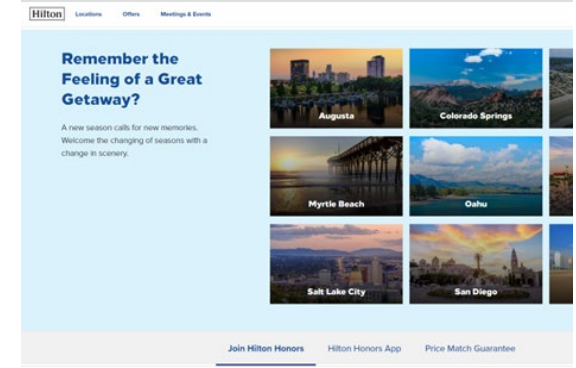 Hilton Locations Offers Meetings & Events
Remember the
Feeling of a Great
Getaway?
A new season calls for new memories.
Welcome the changing of seasons with a
change in scenery.
Augusta
Colorado Springs
Myrtle Beach
Oahu
Salt Lake City
San Diego
Join Hilton Honors Hilton Honors App Price Match Guarantee